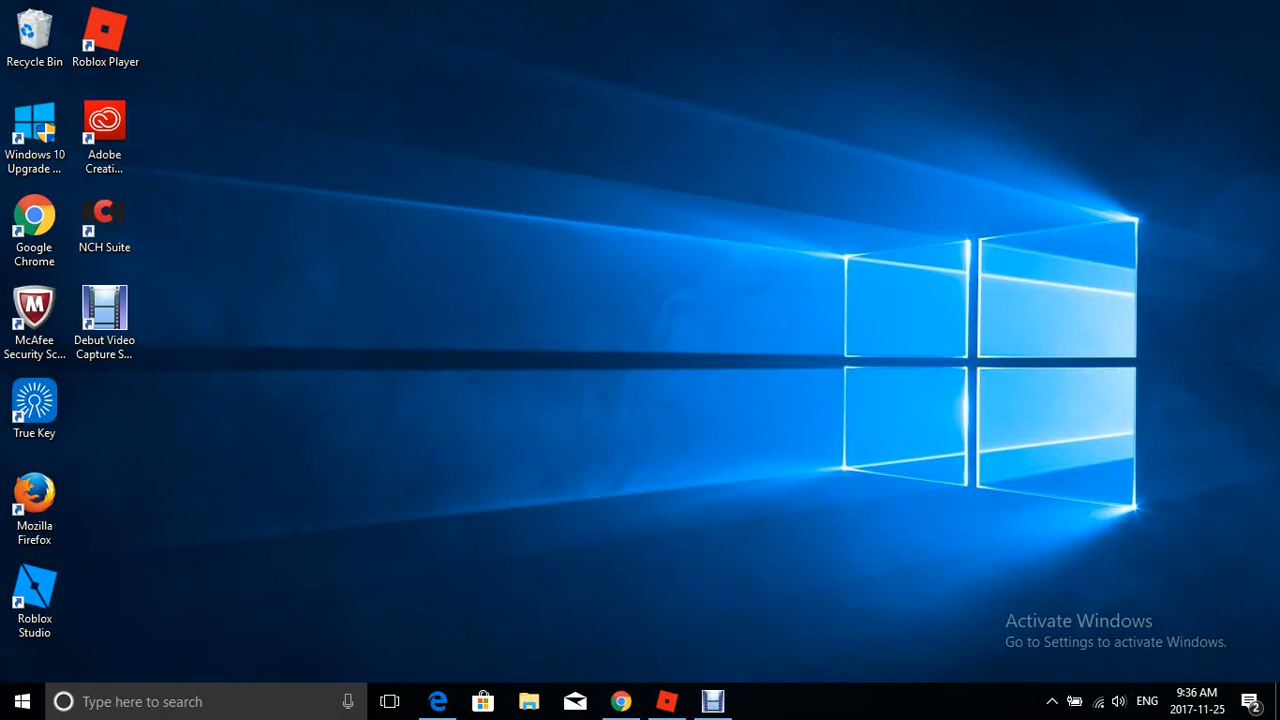 Recycle Bin
Roblox Player
Windows 10
Upgrade ...
Adobe
Creati...
Google
Chrome
NCH Suite
McAfee
Security Sc...
Debut Video
Capture S...
True Key
Mozilla
Firefox
Roblox
Studio
Activate Windows
Go to Settings to activate Windows.
Type here to search
ENG
9:36 AM
2017-11-25
2